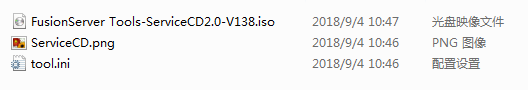 FusionServer Tools-ServiceCD2.0-V138.iso 2018/9/4 10:47 光盘映像文件
ServiceCD.png 2018/9/4 10:46 PNG 图像
tool.ini 2018/9/4 10:46 配置设置